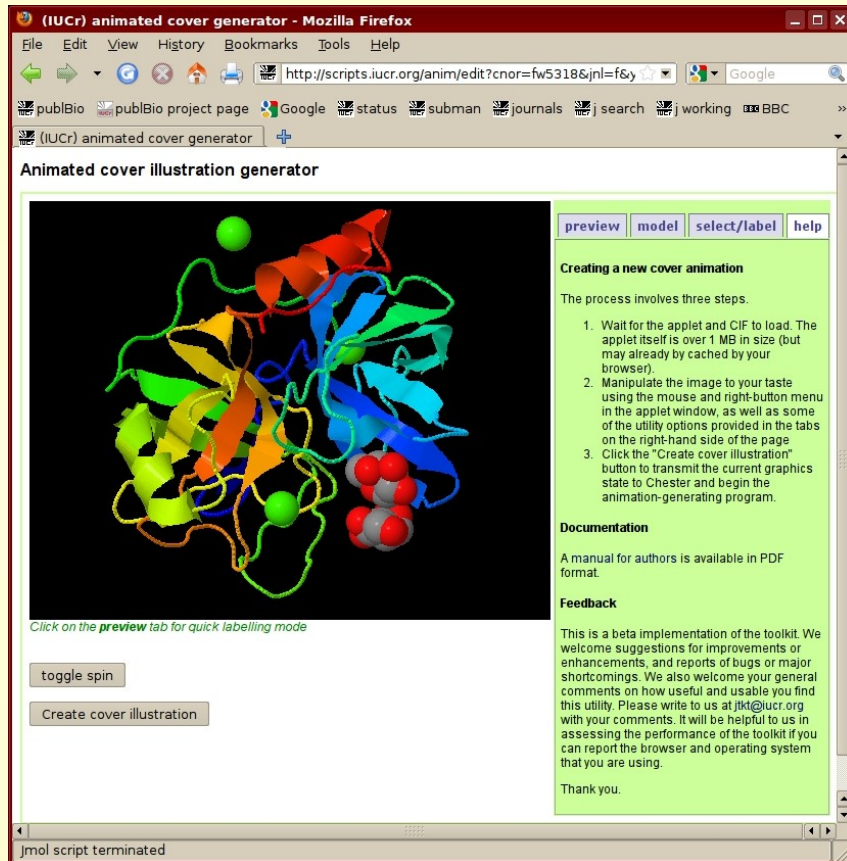 (IUCr) animated cover generator - Mozilla Firefox
File Edit View History Bookmarks Tools Help
http://scripts.iucr.org/anim/edit?cnor=fw5318&jnl=f&y
Google
publBio publBio project page Google status subman journals j search j working BBC »
(IUCr) animated cover generator
Animated cover illustration generator
preview model select/label help
Creating a new cover animation
The process involves three steps.
1. Wait for the applet and CIF to load. The
applet itself is over 1 MB in size (but
may already by cached by your
browser).
2. Manipulate the image to your taste
using the mouse and right-button menu
in the applet window, as well as some
of the utility options provided in the tabs
on the right-hand side of the page
3. Click the "Create cover illustration"
button to transmit the current graphics
state to Chester and begin the
animation-generating program.
Documentation
A manual for authors is available in PDF
format.
Feedback
This is a beta implementation of the toolkit. We
welcome suggestions for improvements or
enhancements, and reports of bugs or major
shortcomings. We also welcome your general
comments on how useful and usable you find
this utility. Please write to us at jtkt@iucr.org
with your comments. It will be helpful to us in
assessing the performance of the toolkit if you
can report the browser and operating system
that you are using.
Thank you.
Click on the preview tab for quick labelling mode
toggle spin
Create cover illustration
Jmol script terminated